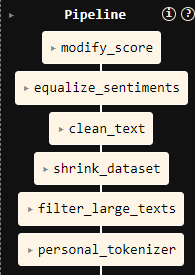 Pipeline
modify_score
equalize_sentiments
clean_text
shrink_dataset
filter_large_texts
personal_tokenizer